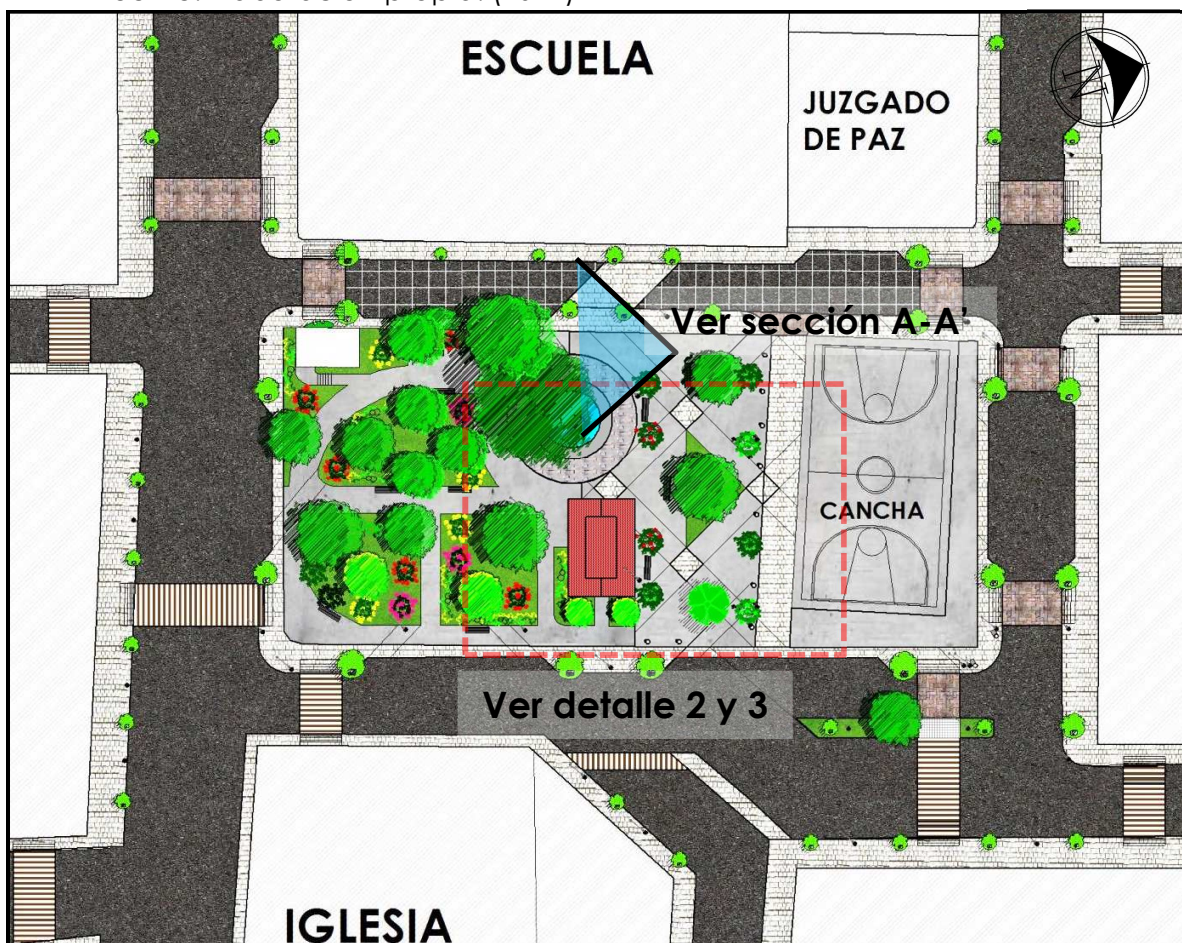 ESCUELA
JUZGADO
DE PAZ
N
Ver sección A-A’
CANCHA
Ver detalle 2 y 3
IGLESIA